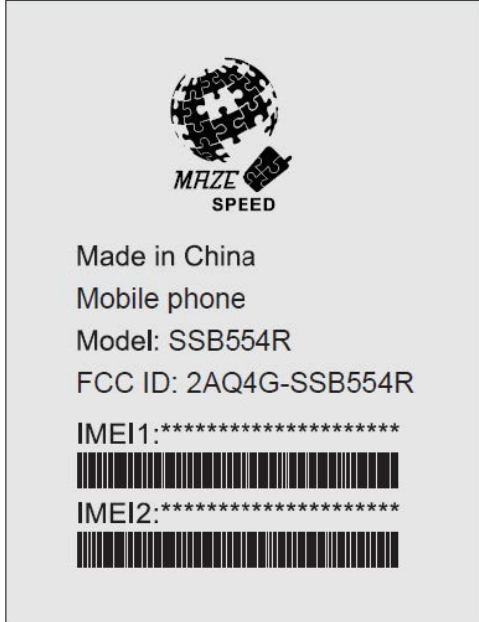 MAZE
SPEED
Made in China
Mobile phone
Model: SSB554R
FCC ID: 2AQ4G-SSB554R
IMEI1:*********************
IMEI2:*********************